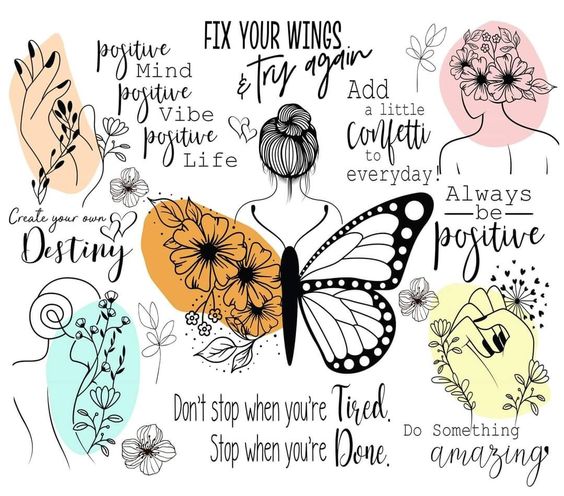 positive
Mind
positive
Vibe
positive
Life
FIX YOUR WINGS
& Try again
Add
a little
Confetti
to
everyday!
Create your own
Destiny
Always
be
positive
Don't stop when you're Tired.
Stop when you're Done.
Do Something
amazing